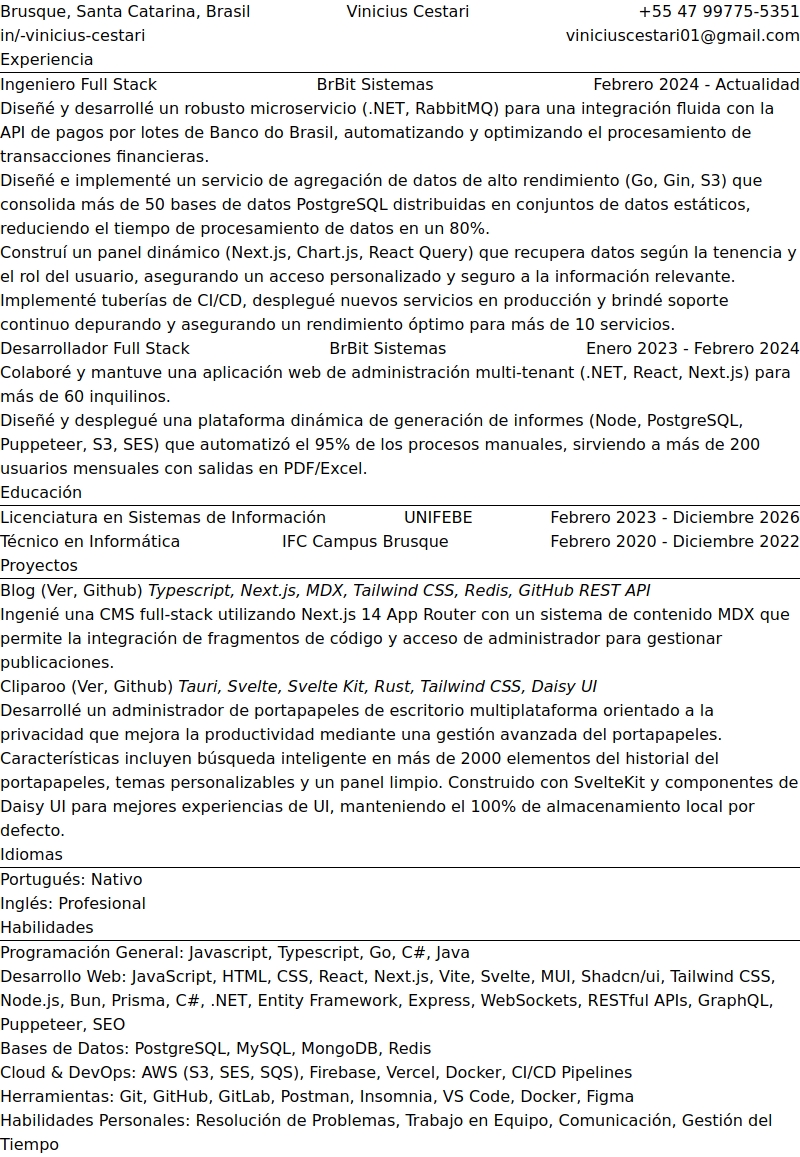 Brusque, Santa Catarina, Brasil Vinicius Cestari +55 47 99775-5351
in/-vinicius-cestari viniciuscestari01@gmail.com
Experiencia
Ingeniero Full Stack BrBit Sistemas Febrero 2024 - Actualidad
Diseñé y desarrollé un robusto microservicio (.NET, RabbitMQ) para una integración fluida con la
API de pagos por lotes de Banco do Brasil, automatizando y optimizando el procesamiento de
transacciones financieras.
Diseñé e implementé un servicio de agregación de datos de alto rendimiento (Go, Gin, S3) que
consolida más de 50 bases de datos PostgreSQL distribuidas en conjuntos de datos estáticos,
reduciendo el tiempo de procesamiento de datos en un 80%.
Construí un panel dinámico (Next.js, Chart.js, React Query) que recupera datos según la tenencia y
el rol del usuario, asegurando un acceso personalizado y seguro a la información relevante.
Implementé tuberías de CI/CD, desplegué nuevos servicios en producción y brindé soporte
continuo depurando y asegurando un rendimiento óptimo para más de 10 servicios.
Desarrollador Full Stack BrBit Sistemas Enero 2023 - Febrero 2024
Colaboré y mantuve una aplicación web de administración multi-tenant (.NET, React, Next.js) para
más de 60 inquilinos.
Diseñé y desplegué una plataforma dinámica de generación de informes (Node, PostgreSQL,
Puppeteer, S3, SES) que automatizó el 95% de los procesos manuales, sirviendo a más de 200
usuarios mensuales con salidas en PDF/Excel.
Educación
Licenciatura en Sistemas de Información UNIFEBE Febrero 2023 - Diciembre 2026
Técnico en Informática IFC Campus Brusque Febrero 2020 - Diciembre 2022
Proyectos
Blog (Ver, Github) Typescript, Next.js, MDX, Tailwind CSS, Redis, GitHub REST API
Ingenié una CMS full-stack utilizando Next.js 14 App Router con un sistema de contenido MDX que
permite la integración de fragmentos de código y acceso de administrador para gestionar
publicaciones.
Cliparoo (Ver, Github) Tauri, Svelte, Svelte Kit, Rust, Tailwind CSS, Daisy UI
Desarrollé un administrador de portapapeles de escritorio multiplataforma orientado a la
privacidad que mejora la productividad mediante una gestión avanzada del portapapeles.
Características incluyen búsqueda inteligente en más de 2000 elementos del historial del
portapapeles, temas personalizables y un panel limpio. Construido con SvelteKit y componentes de
Daisy UI para mejores experiencias de UI, manteniendo el 100% de almacenamiento local por
defecto.
Idiomas
Portugués: Nativo
Inglés: Profesional
Habilidades
Programación General: Javascript, Typescript, Go, C#, Java
Desarrollo Web: JavaScript, HTML, CSS, React, Next.js, Vite, Svelte, MUI, Shadcn/ui, Tailwind CSS,
Node.js, Bun, Prisma, C#, .NET, Entity Framework, Express, WebSockets, RESTful APIs, GraphQL,
Puppeteer, SEO
Bases de Datos: PostgreSQL, MySQL, MongoDB, Redis
Cloud & DevOps: AWS (S3, SES, SQS), Firebase, Vercel, Docker, CI/CD Pipelines
Herramientas: Git, GitHub, GitLab, Postman, Insomnia, VS Code, Docker, Figma
Habilidades Personales: Resolución de Problemas, Trabajo en Equipo, Comunicación, Gestión del
Tiempo